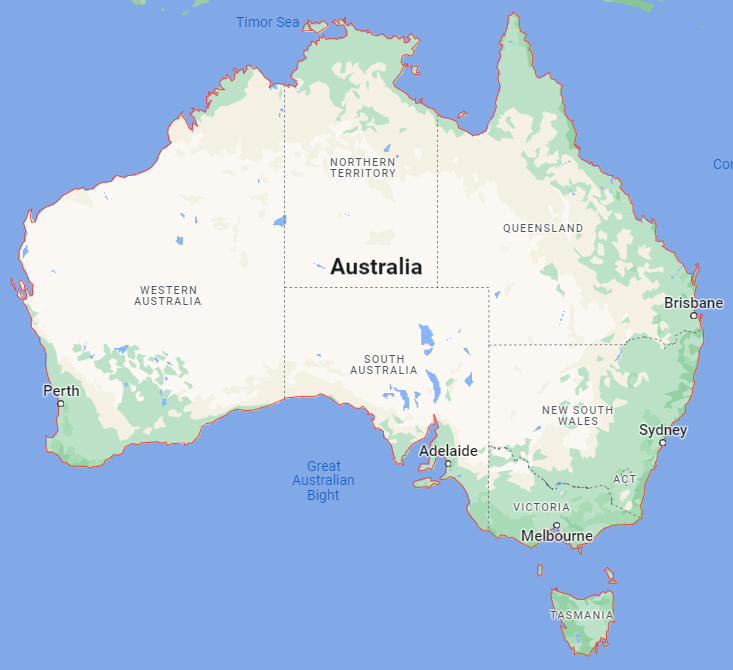 Timor Sea
Cor
NORTHERN
TERRITORY
QUEENSLAND
Australia
WESTERN
AUSTRALIA
Brisbane
SOUTH
AUSTRALIA
Perth
NEW SOUTH
WALES
Sydney
Adelaide
Great
Australian
Bight
ACT
VICTORIA
Melbourne
TASMANIA